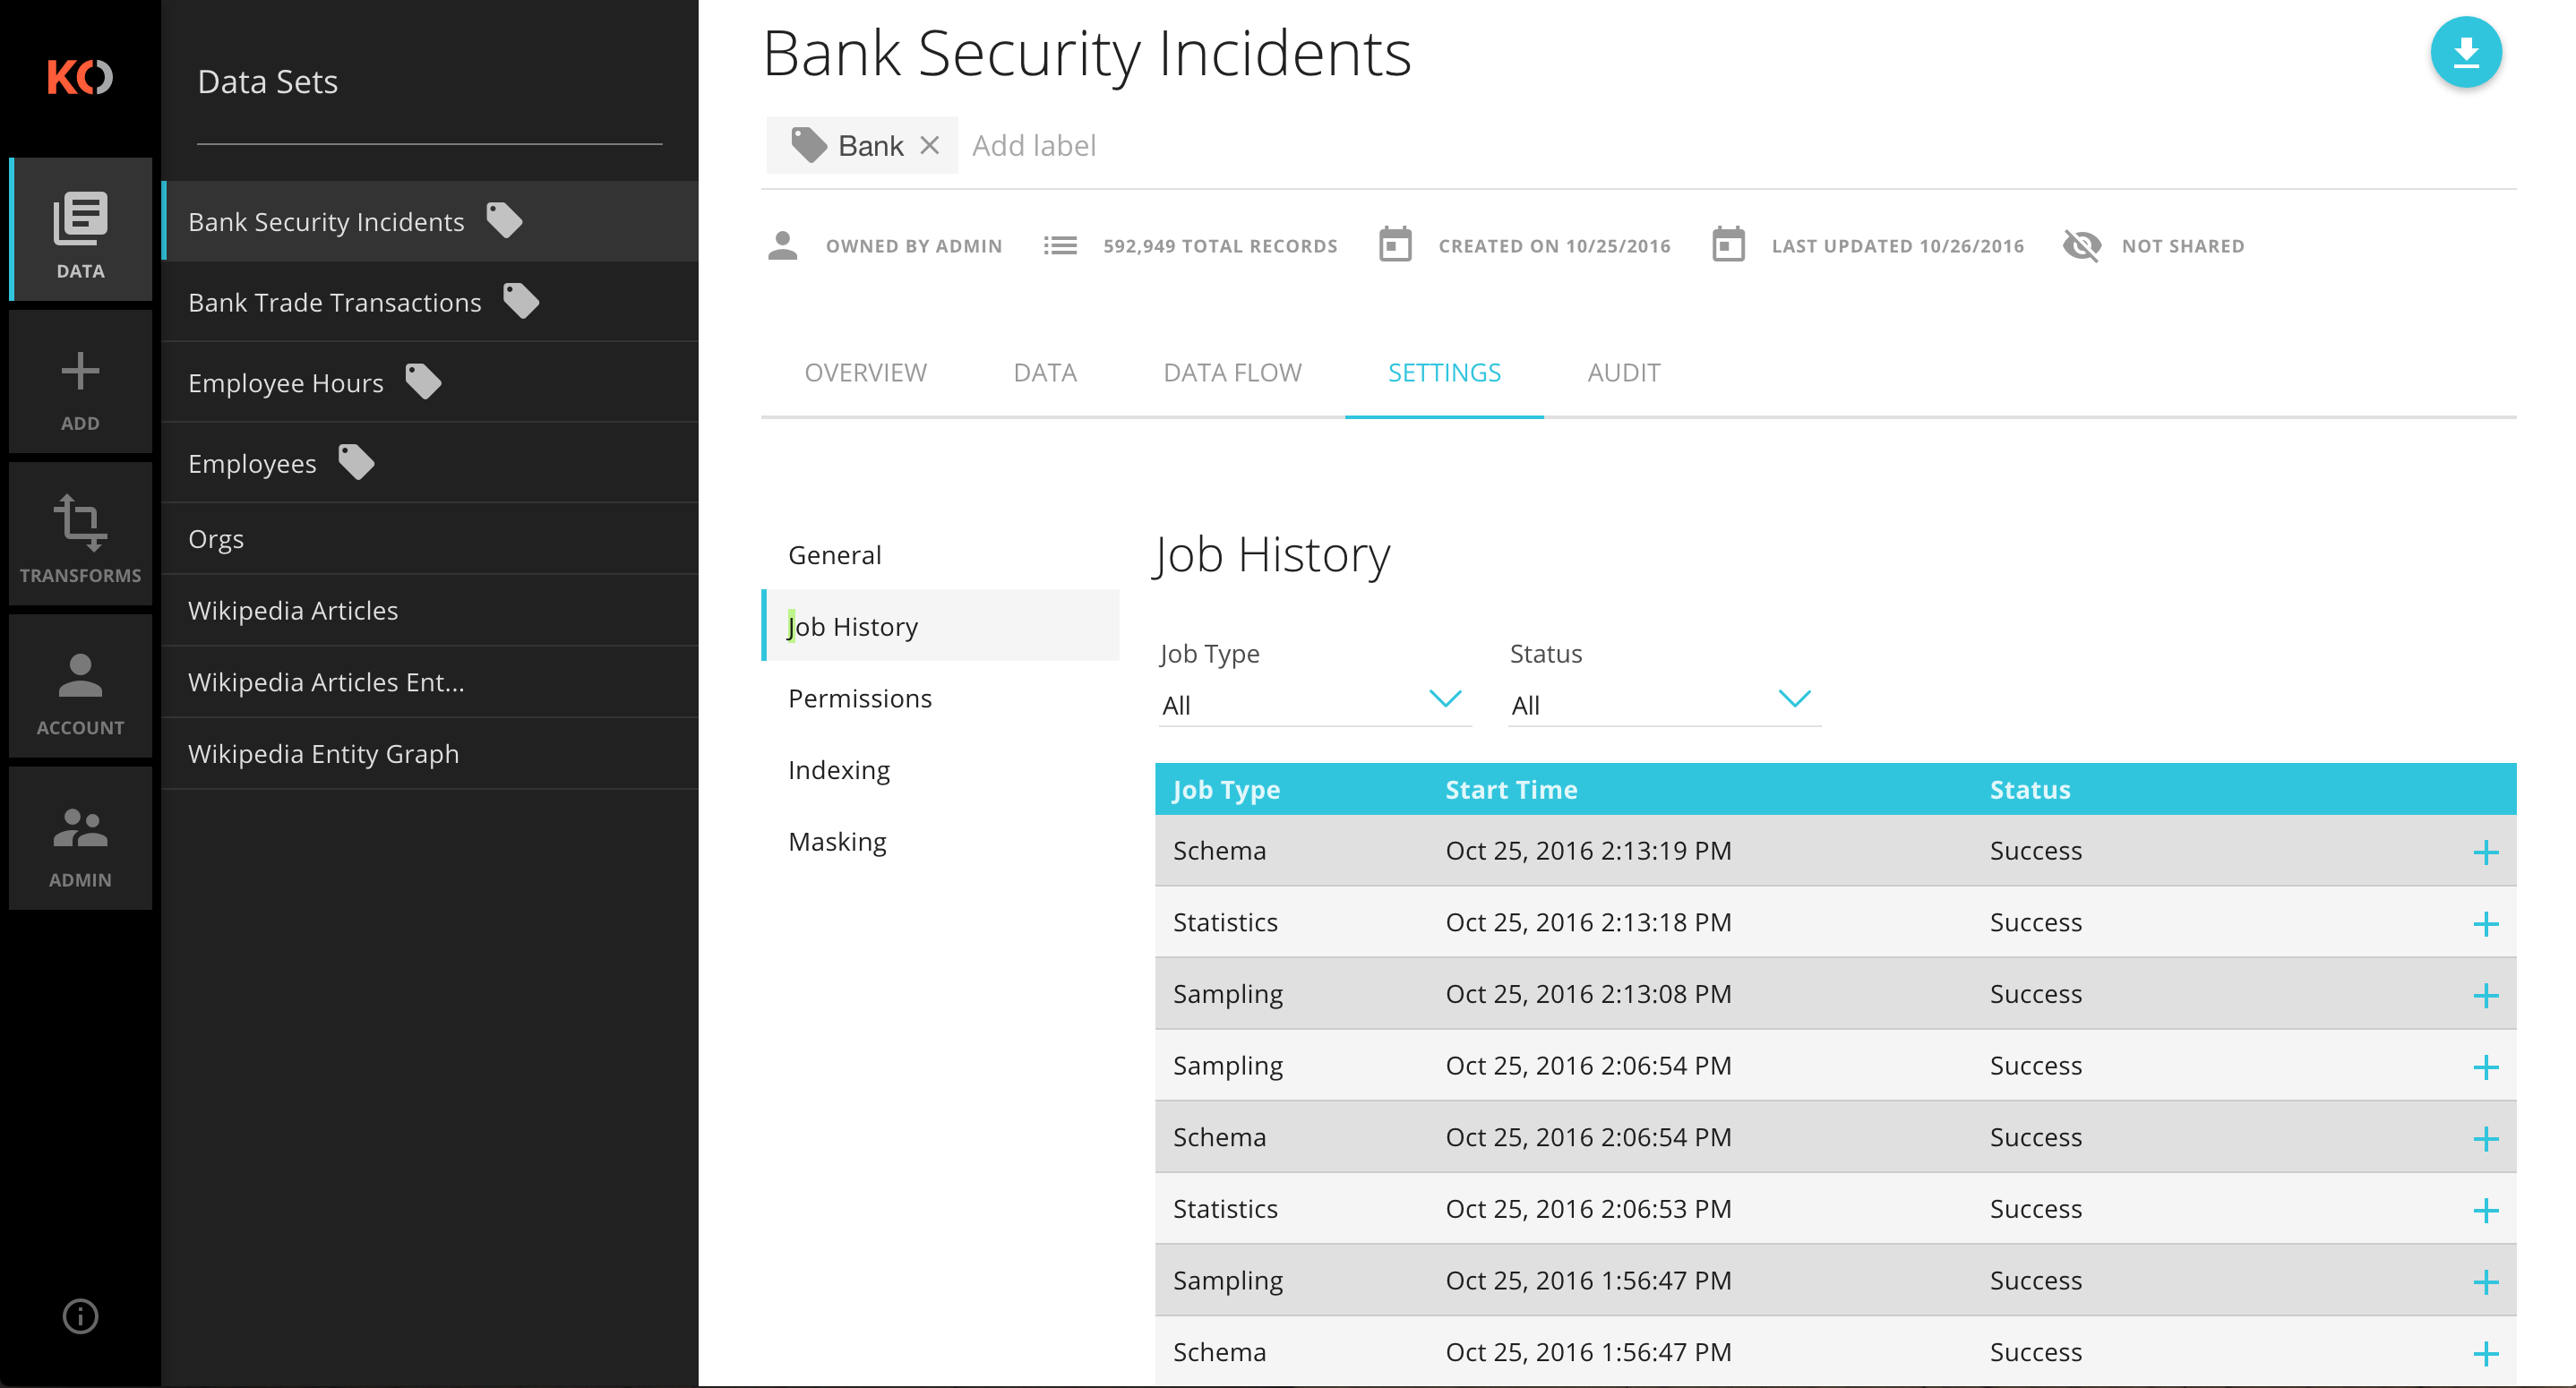 KO
DATA
ADD
TRANSFORMS
ACCOUNT
ADMIN
Data Sets
Bank Security Incidents
Bank Trade Transactions
Employee Hours
Employees
Orgs
Wikipedia Articles
Wikipedia Articles Ent...
Wikipedia Entity Graph
Bank Security Incidents
Bank Add label
OWNED BY ADMIN 592,949 TOTAL RECORDS CREATED ON 10/25/2016 LAST UPDATED 10/26/2016 NOT SHARED
OVERVIEW DATA DATA FLOW SETTINGS AUDIT
General
Job History
Permissions
Indexing
Masking
Job History
Job Type Status
All All
Job Type Start Time Status
Schema Oct 25, 2016 2:13:19 PM Success
Statistics Oct 25, 2016 2:13:18 PM Success
Sampling Oct 25, 2016 2:13:08 PM Success
Sampling Oct 25, 2016 2:06:54 PM Success
Schema Oct 25, 2016 2:06:54 PM Success
Statistics Oct 25, 2016 2:06:53 PM Success
Sampling Oct 25, 2016 1:56:47 PM Success
Schema Oct 25, 2016 1:56:47 PM Success